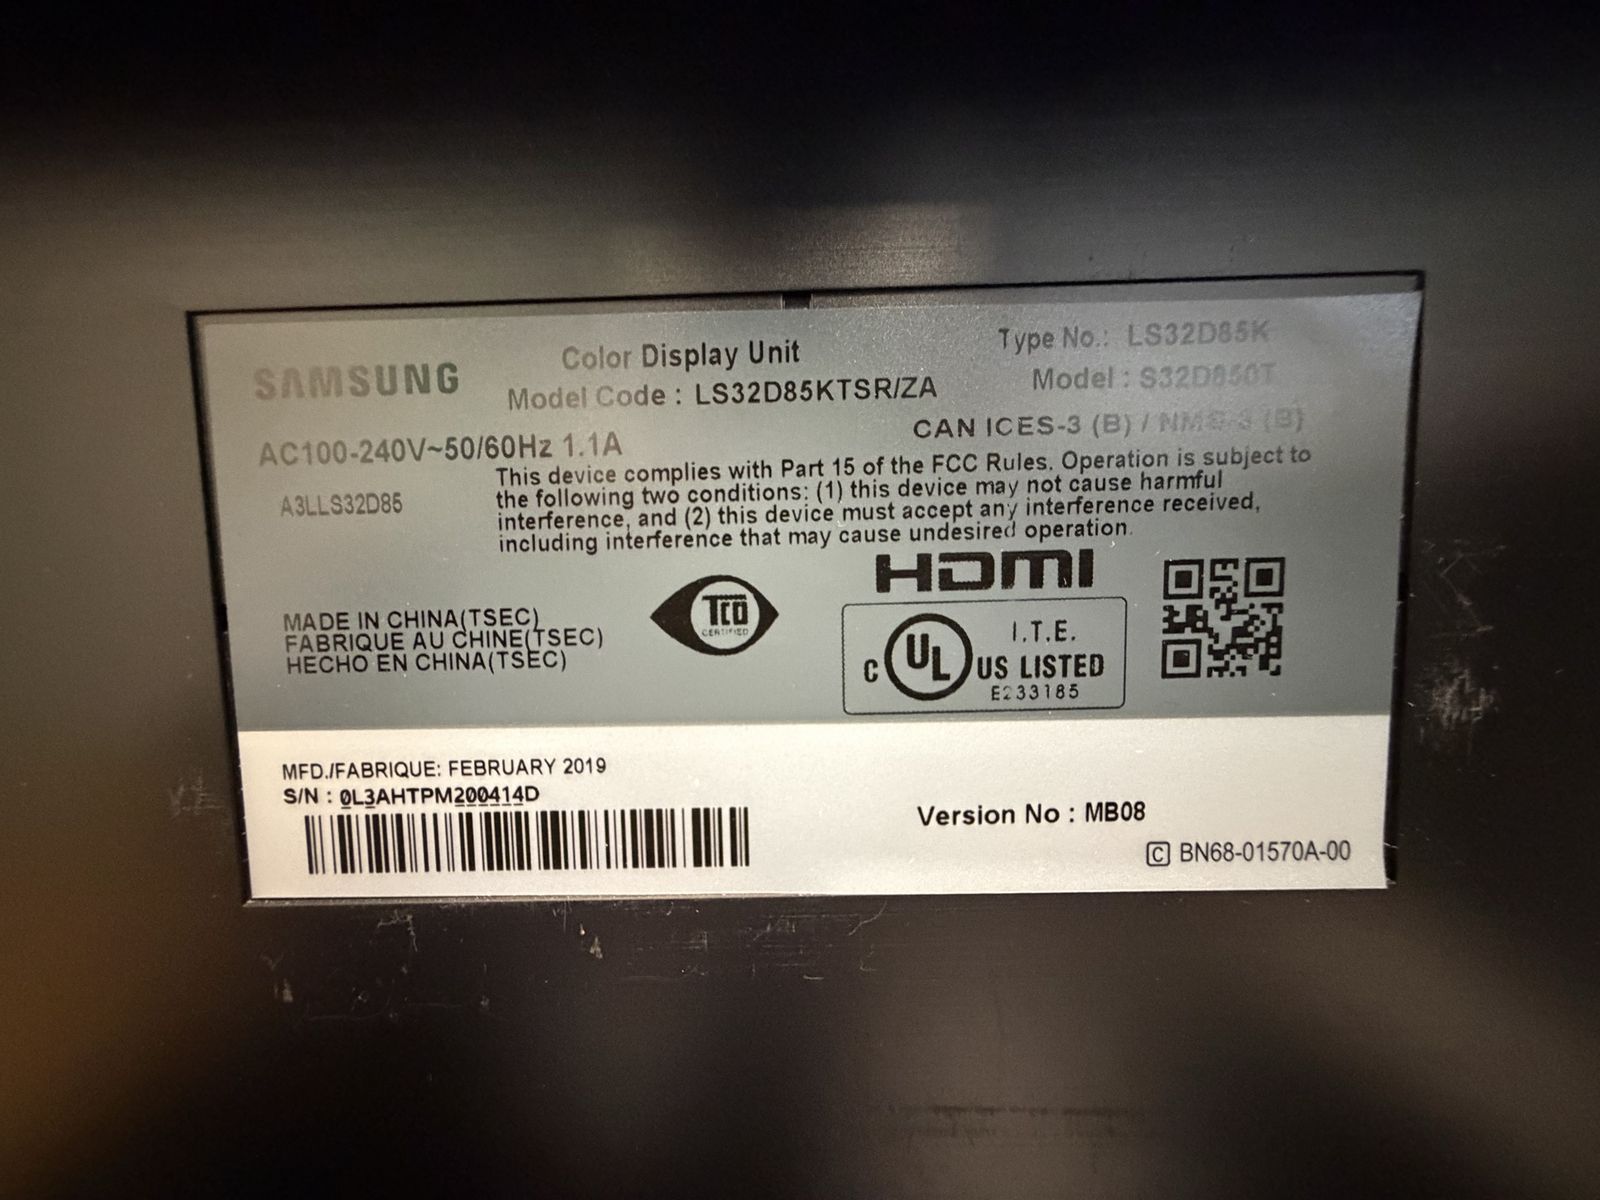 SAMSUNG
Color Display Unit
Model Code : LS32D85KTSR/ZA
Type No.: LS32D85K
Model : S32D850T
AC100-240V~50/60Hz 1.1A
CAN ICES-3 (B) / NMB-3 (B)
A3LLS32D85
This device complies with Part 15 of the FCC Rules. Operation is subject to
the following two conditions: (1) this device may not cause harmful
interference, and (2) this device must accept any interference received,
including interference that may cause undesired operation.
MADE IN CHINA(TSEC)
FABRIQUE AU CHINE(TSEC)
HECHO EN CHINA(TSEC)
TCO
CERTIFIED
HDMI
C UL US LISTED
I.T.E.
E233185
MFD./FABRIQUE: FEBRUARY 2019
S/N : 0L3AHTPM200414D
Version No : MB08
C BN68-01570A-00